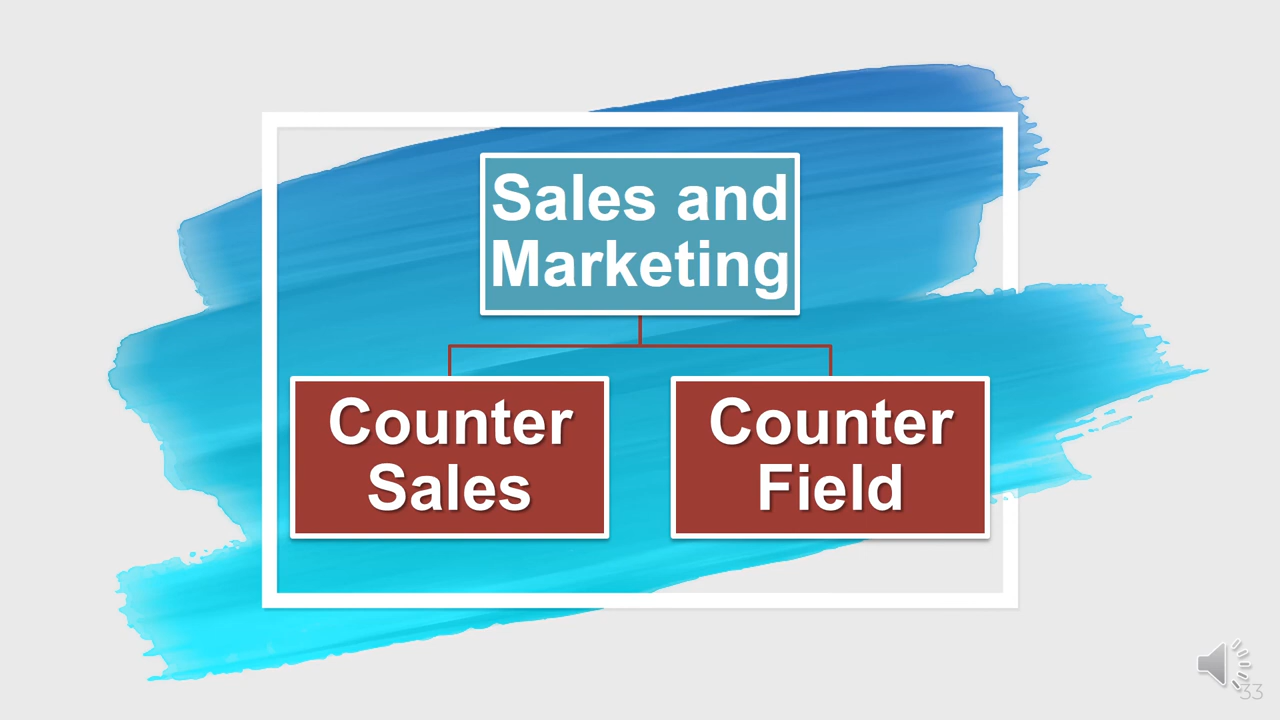 Sales and
Marketing
Counter
Sales
Counter
Field
33